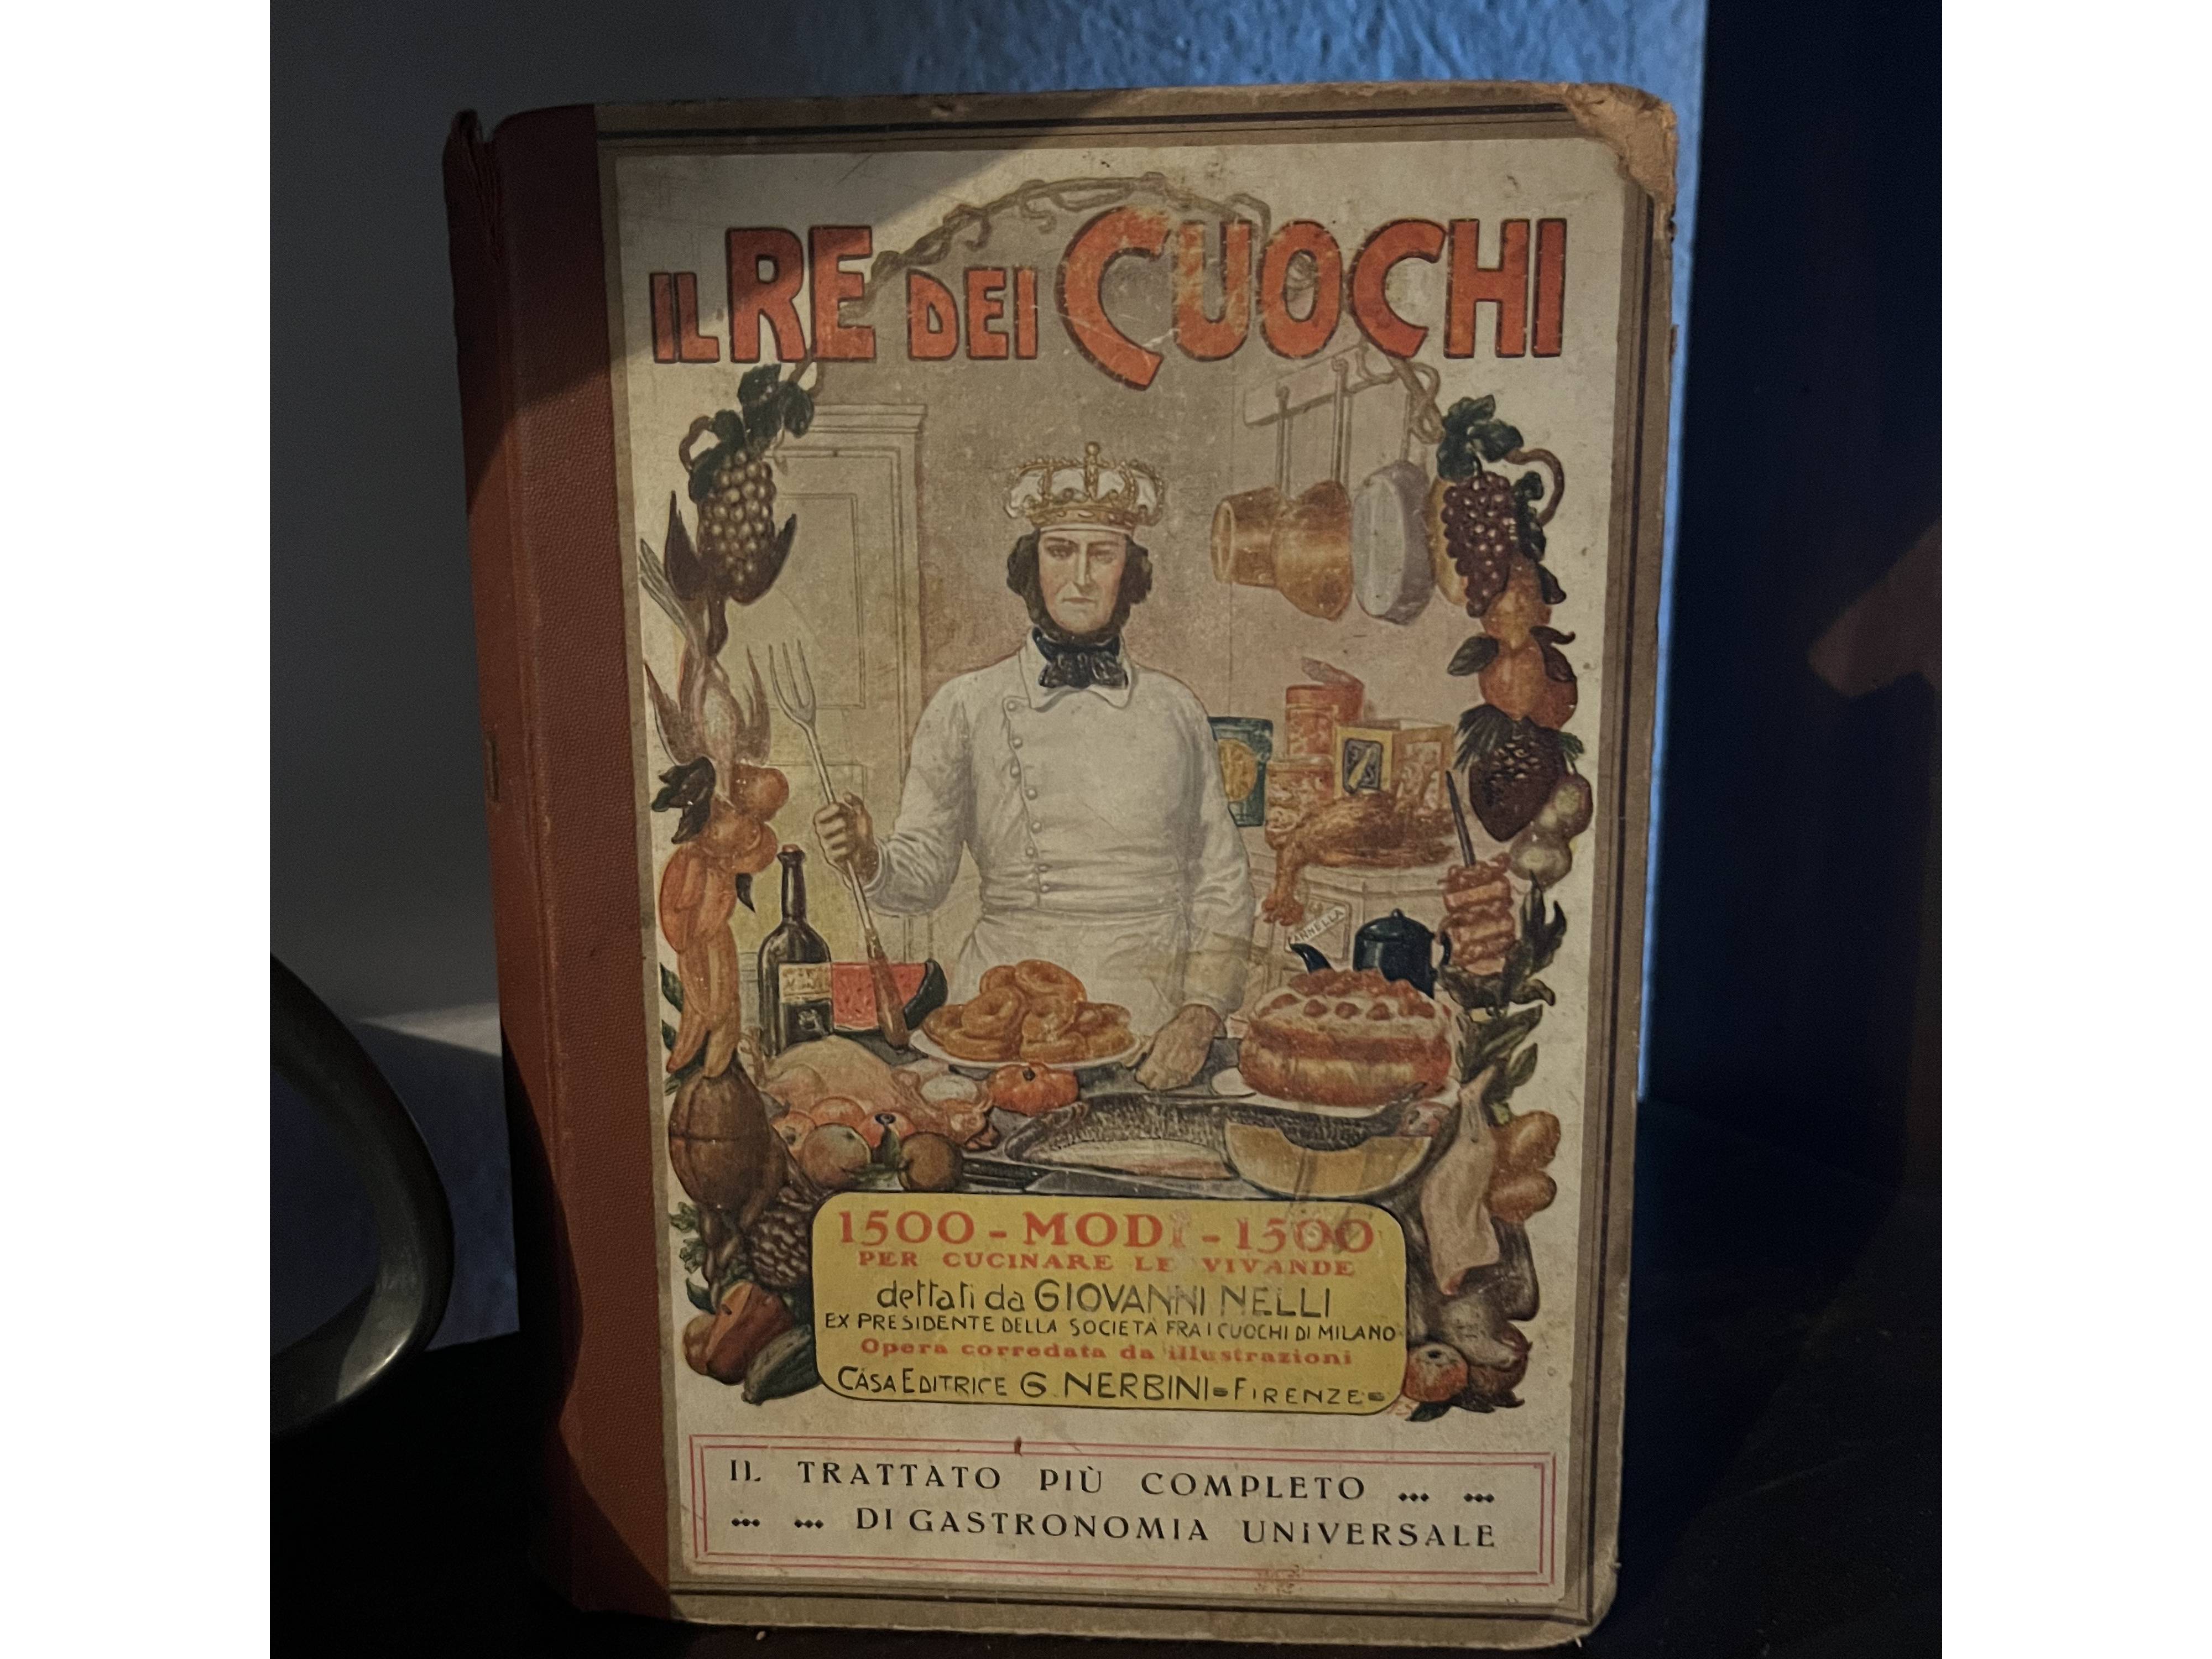 IL RE DEI CUOCHI
ANNELLA
1500 - MODI - 1500
PER CUCINARE LE VIVANDE
dettati da GIOVANNI NELLI
EX PRESIDENTE DELLA SOCIETÀ FRA I CUOCHI DI MILANO
Opera corredata da illustrazioni
CASA EDITRICE G. NERBINI = FIRENZE =
IL TRATTATO PIÙ COMPLETO
DI GASTRONOMIA UNIVERSALE